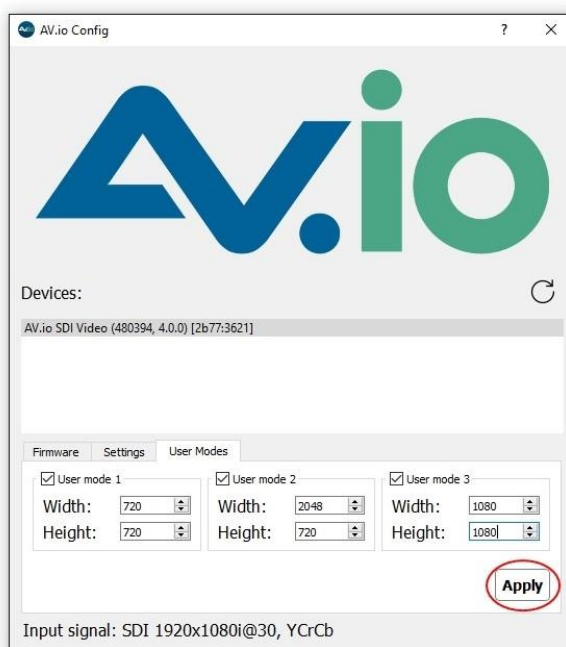 AV.io Config ?
AV.io
Devices:
AV.io SDI Video (480394, 4.0.0) [2b77:3621]
Firmware Settings User Modes
User mode 1 User mode 2 User mode 3
Width: 720 Width: 2048 Width: 1080
Height: 720 Height: 720 Height: 1080
Apply
Input signal: SDI 1920x1080i@30, YCrCb